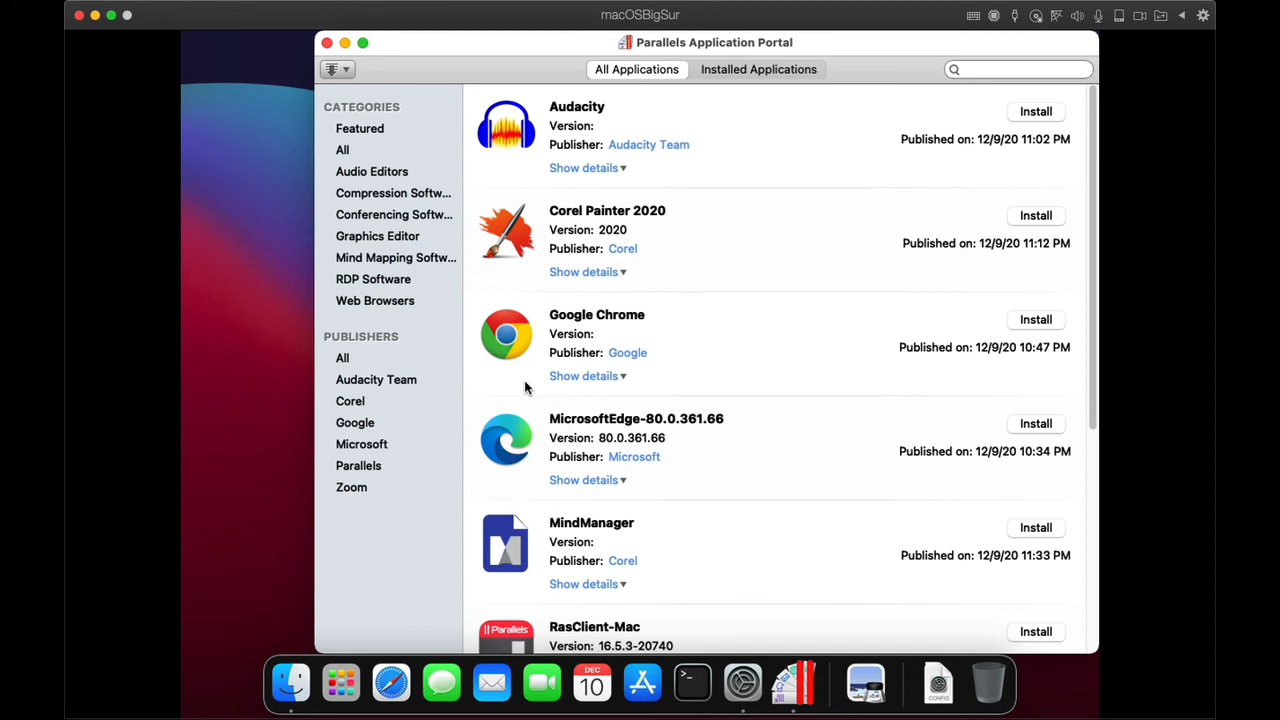 macOSBigSur
Parallels Application Portal
All Applications
Installed Applications
CATEGORIES
Featured
All
Audio Editors
Compression Softw...
Conferencing Softw...
Graphics Editor
Mind Mapping Softw...
RDP Software
Web Browsers
PUBLISHERS
All
Audacity Team
Corel
Google
Microsoft
Parallels
Zoom
Audacity
Version:
Publisher: Audacity Team
Show details
Install
Published on: 12/9/20 11:02 PM
Corel Painter 2020
Version: 2020
Publisher: Corel
Show details
Install
Published on: 12/9/20 11:12 PM
Google Chrome
Version:
Publisher: Google
Show details
Install
Published on: 12/9/20 10:47 PM
MicrosoftEdge-80.0.361.66
Version: 80.0.361.66
Publisher: Microsoft
Show details
Install
Published on: 12/9/20 10:34 PM
MindManager
Version:
Publisher: Corel
Show details
Install
Published on: 12/9/20 11:33 PM
Parallels
RasClient-Mac
Version: 16.5.3-20740
Install
DEC
10
>_
CONFIG